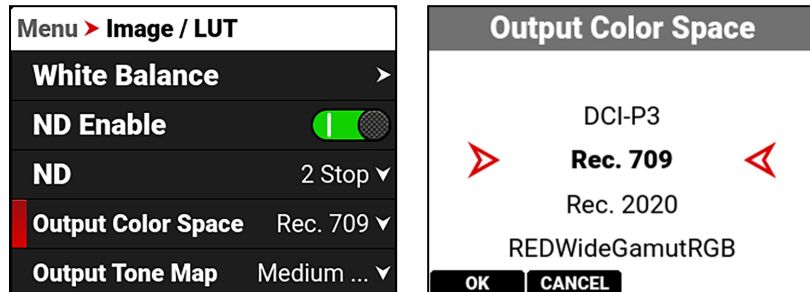 Menu ➤ Image / LUT
White Balance
ND Enable
ND 2 Stop
Output Color Space Rec. 709
Output Tone Map Medium ...
Output Color Space
DCI-P3
Rec. 709
Rec. 2020
REDWideGamutRGB
OK CANCEL